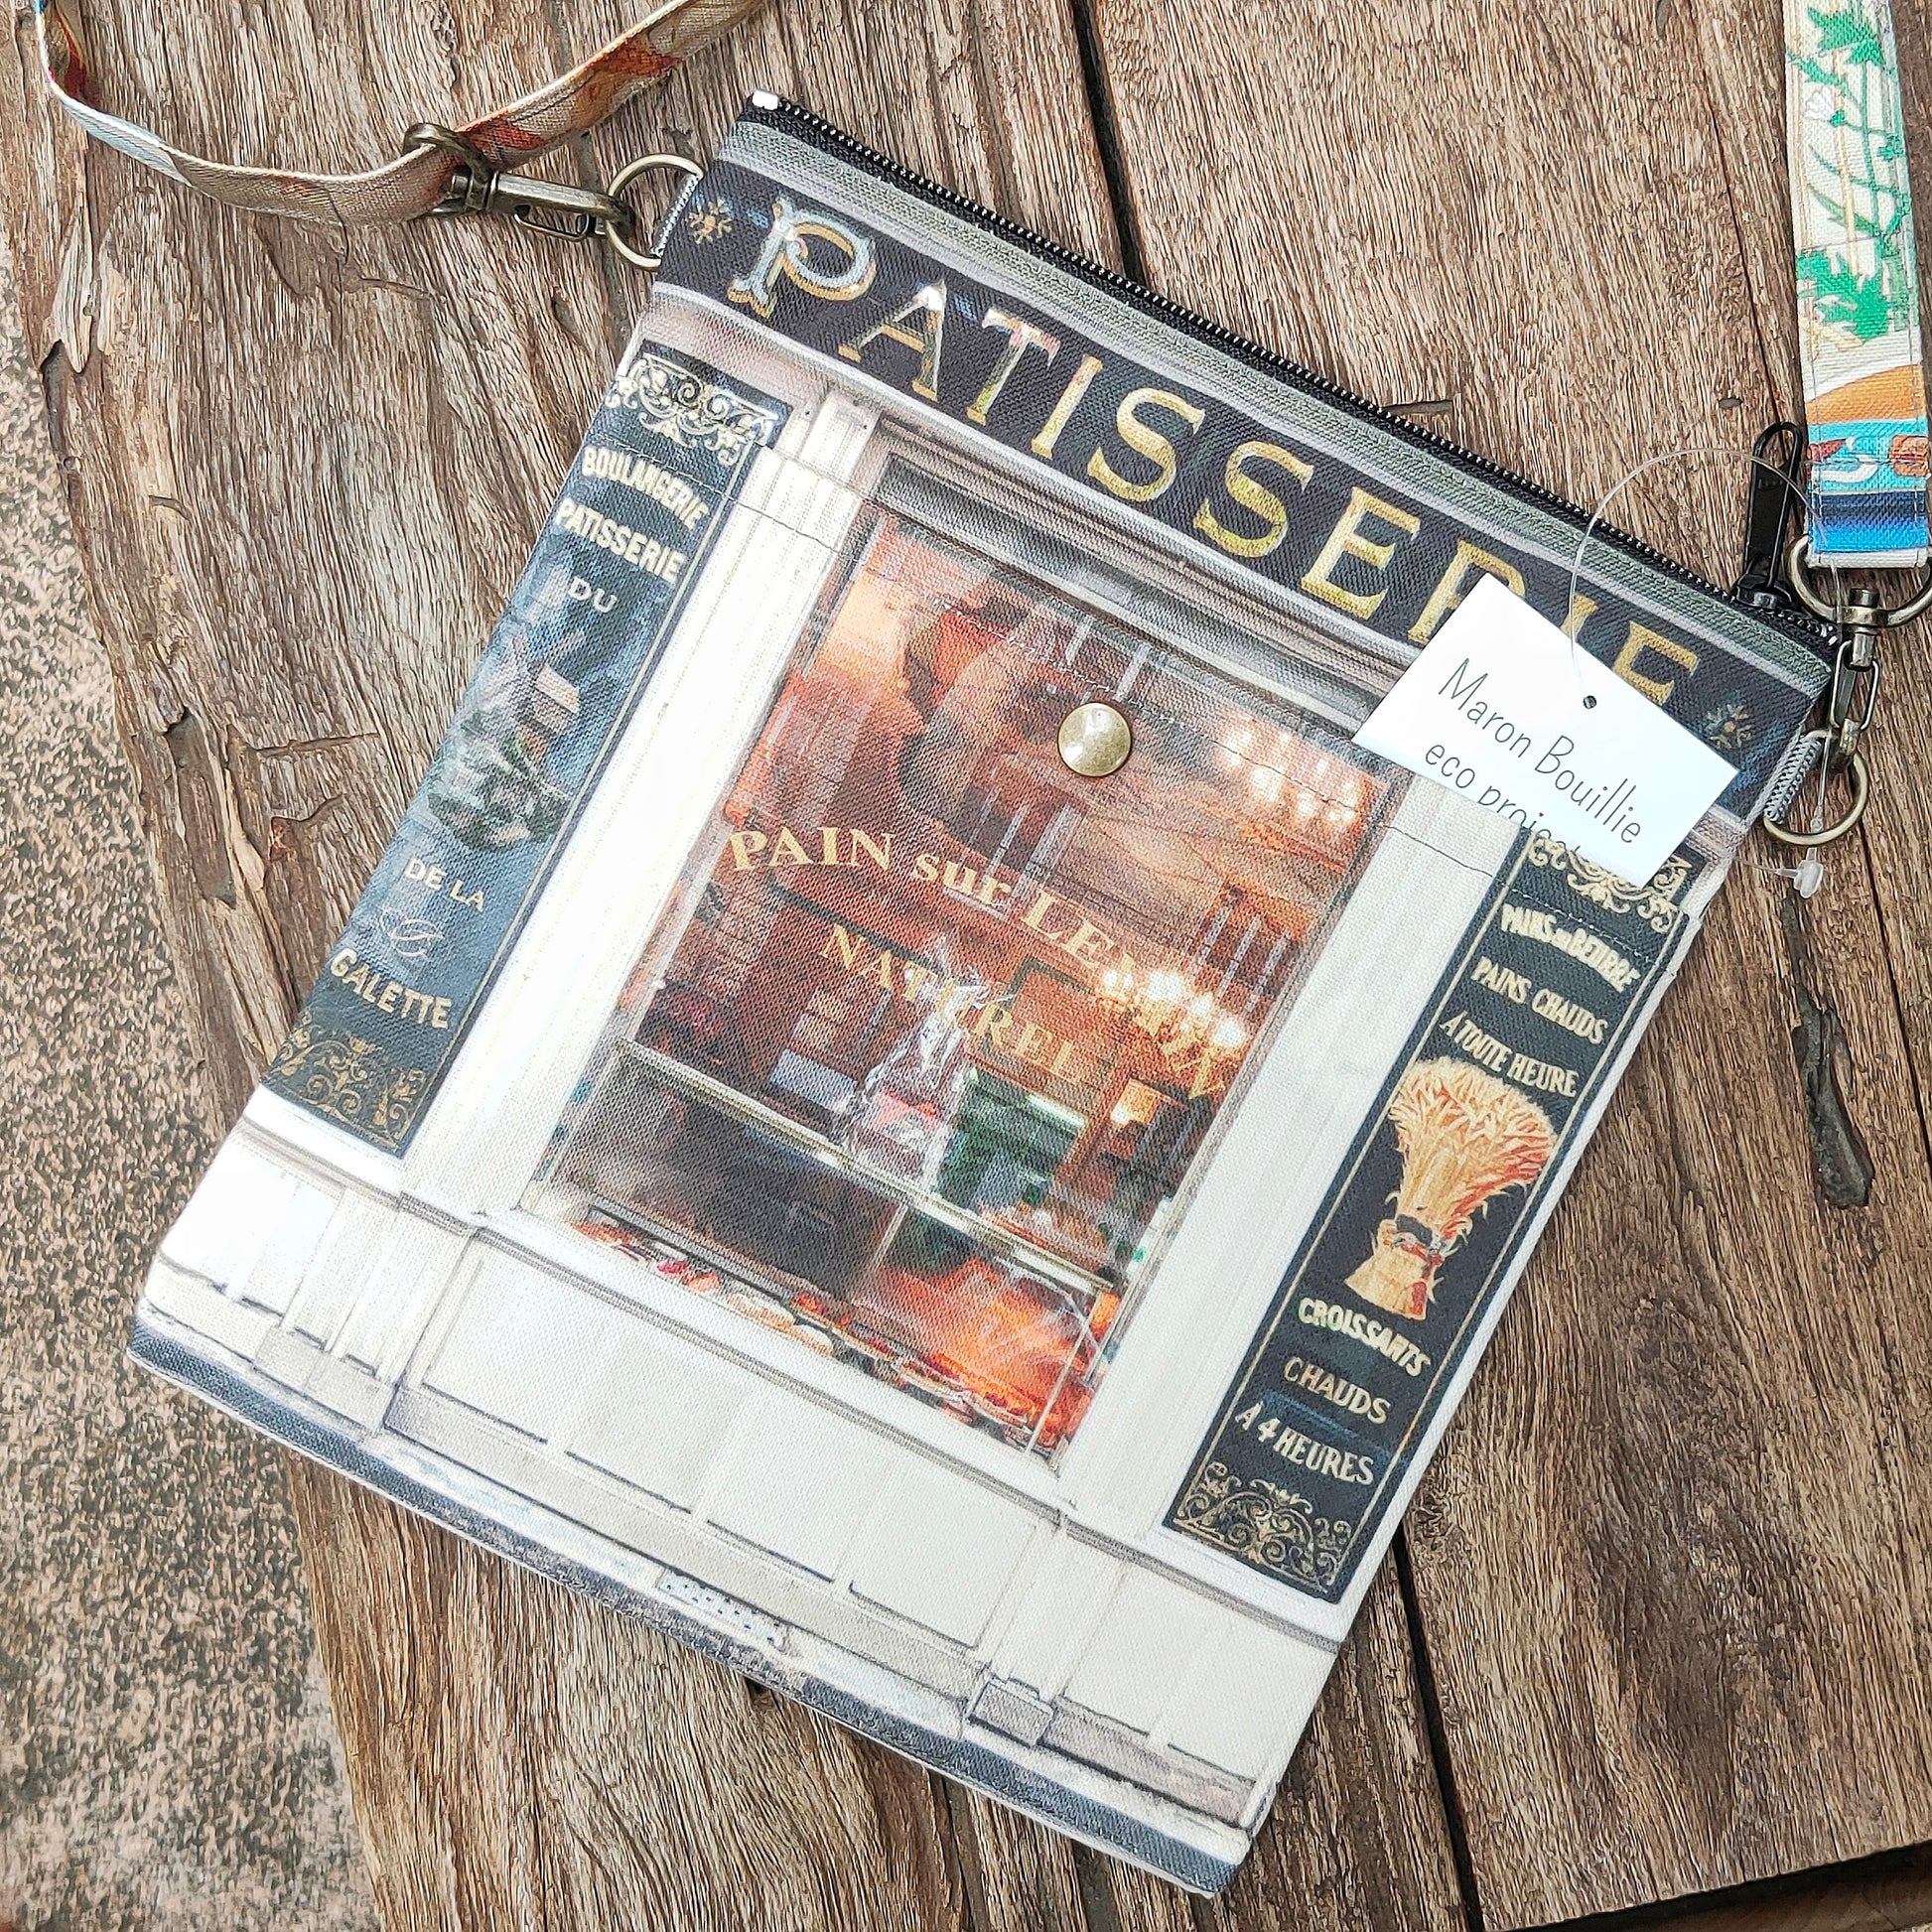 PATISSERIE
BOULANGERIE
PATISSERIE
DU
DE LA
GALETTE
PAIN sur LEVAIN
NATUREL
Maron Bouillie
eco project
PAINS au BEURRE
PAINS CHAUDS
A TOUTE HEURE
CROISSANTS
CHAUDS
A 4 HEURES